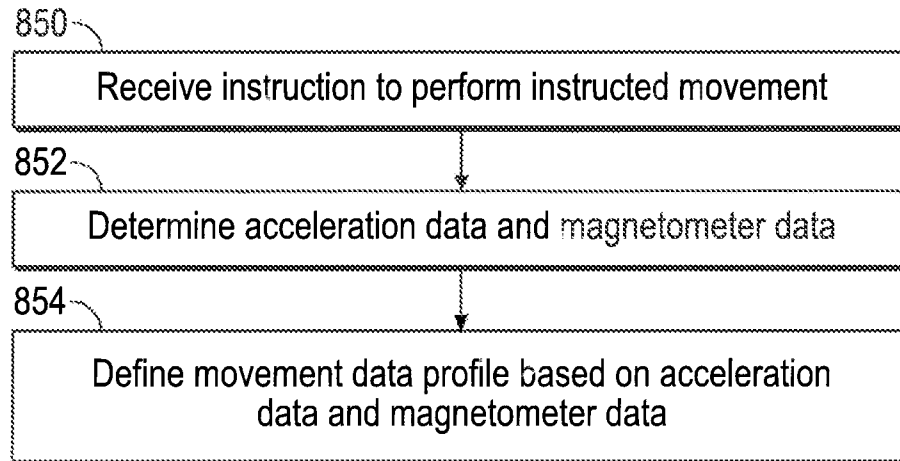 850
Receive instruction to perform instructed movement
852
Determine acceleration data and magnetometer data
854
Define movement data profile based on acceleration
data and magnetometer data